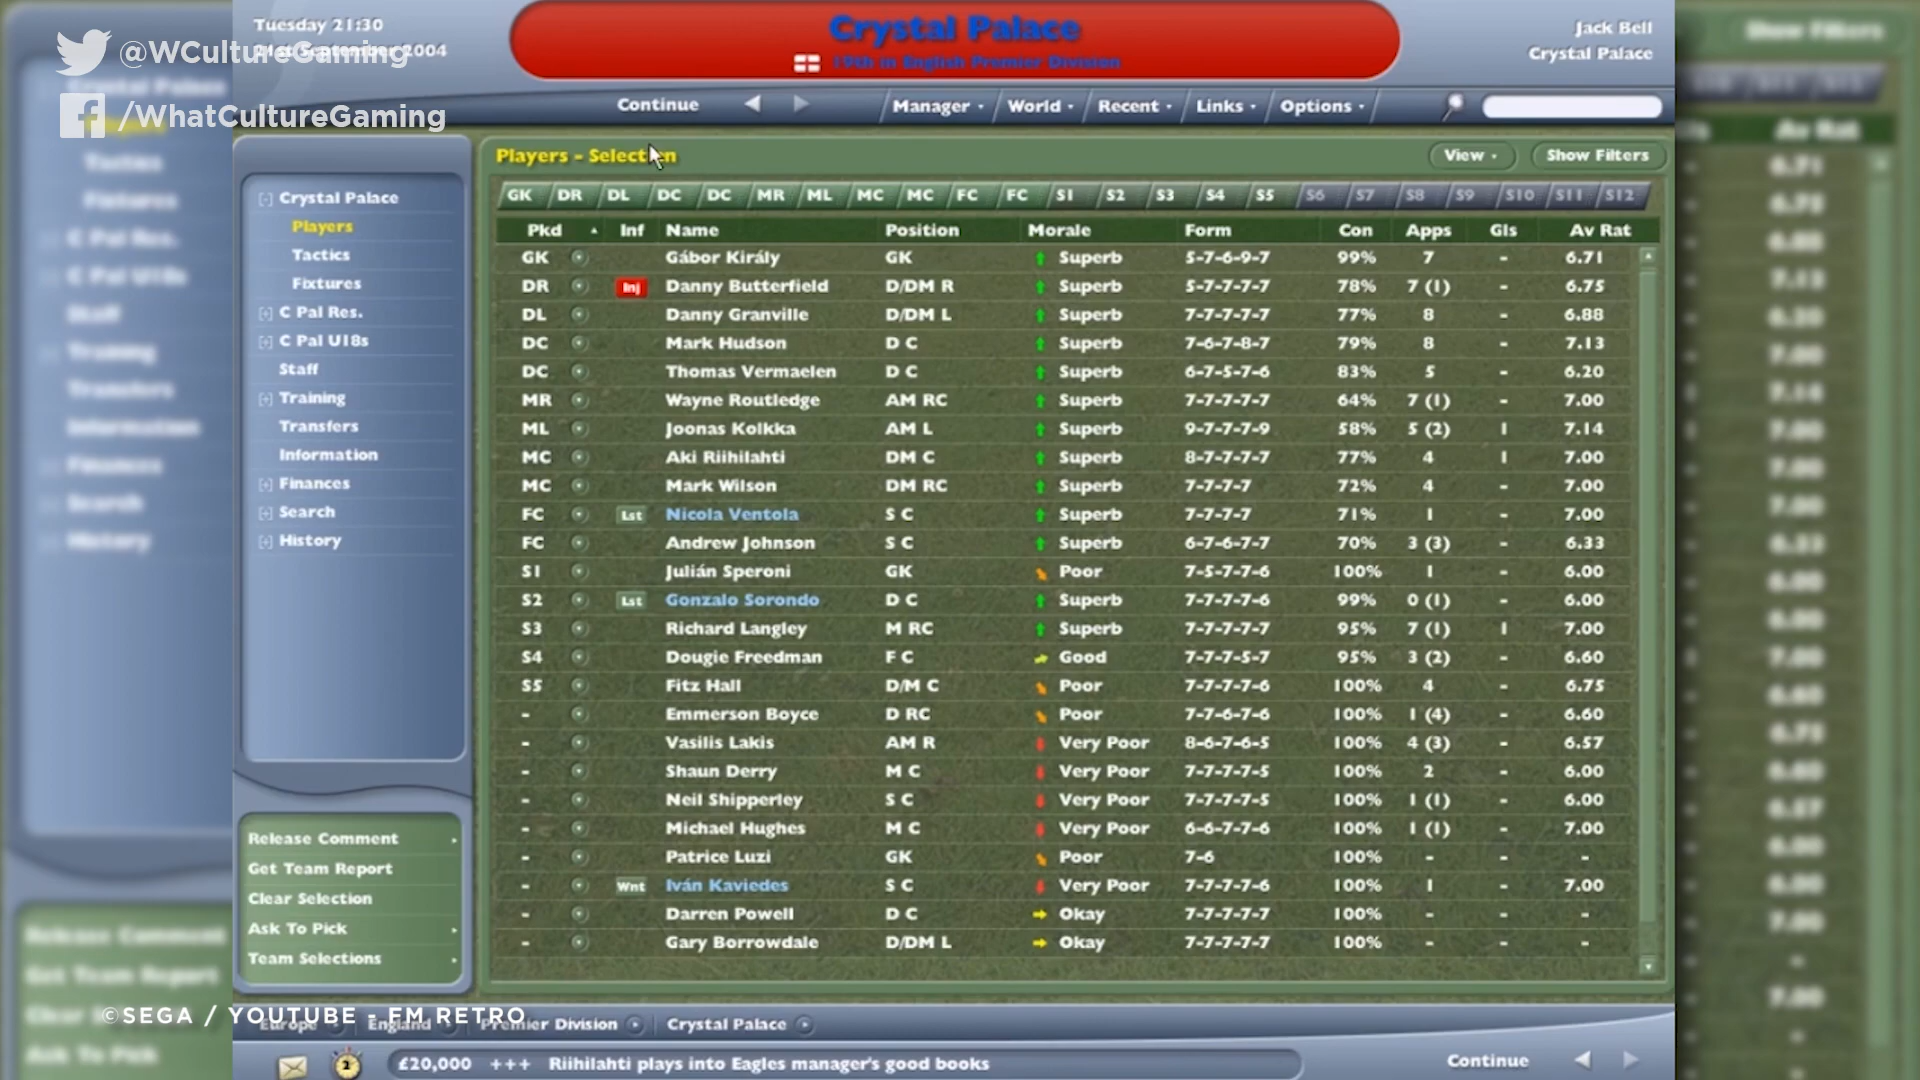 Tuesday 21:30
21st September 2004
@WCultureGaming
/WhatCultureGaming
Crystal Palace
19th in English Premier Division
Jack Bell
Crystal Palace
Continue Manager World Recent Links Options
Players - Selection View Show Filters
Crystal Palace
Players
Tactics
Fixtures
C Pal Res.
C Pal U18s
Staff
Training
Transfers
Information
Finances
Search
History
GK DR DL DC DC MR ML MC MC FC FC S1 S2 S3 S4 S5 S6 S7 S8 S9 S10 S11 S12
Pkd Inf Name Position Morale Form Con Apps Gls Av Rat
GK Gábor Király GK Superb 5-7-6-9-7 99% 7 - 6.71
DR Inj Danny Butterfield D/DM R Superb 5-7-7-7-7 78% 7 (1) - 6.75
DL Danny Granville D/DM L Superb 7-7-7-7-7 77% 8 - 6.88
DC Mark Hudson D C Superb 7-6-7-8-7 79% 8 - 7.13
DC Thomas Vermaelen D C Superb 6-7-5-7-6 83% 5 - 6.20
MR Wayne Routledge AM RC Superb 7-7-7-7-7 64% 7 (1) - 7.00
ML Joonas Kolkka AM L Superb 9-7-7-7-9 58% 5 (2) 1 7.14
MC Aki Riihilahti DM C Superb 8-7-7-7-7 77% 4 1 7.00
MC Mark Wilson DM RC Superb 7-7-7-7 72% 4 - 7.00
FC Lst Nicola Ventola S C Superb 7-7-7-7 71% 1 - 7.00
FC Andrew Johnson S C Superb 6-7-6-7-7 70% 3 (3) - 6.33
S1 Julián Speroni GK Poor 7-5-7-7-6 100% 1 - 6.00
S2 Lst Gonzalo Sorondo D C Superb 7-7-7-7-6 99% 0 (1) - 6.00
S3 Richard Langley M RC Superb 7-7-7-7-7 95% 7 (1) 1 7.00
S4 Dougie Freedman F C Good 7-7-7-5-7 95% 3 (2) - 6.60
S5 Fitz Hall D/M C Poor 7-7-7-7-6 100% 4 - 6.75
- Emmerson Boyce D RC Poor 7-7-6-7-6 100% 1 (4) - 6.60
- Vasilis Lakis AM R Very Poor 8-6-7-6-5 100% 4 (3) - 6.57
- Shaun Derry M C Very Poor 7-7-7-7-5 100% 2 - 6.00
- Neil Shipperley S C Very Poor 7-7-7-7-5 100% 1 (1) - 6.00
- Michael Hughes M C Very Poor 6-6-7-7-6 100% 1 (1) - 7.00
- Patrice Luzi GK Poor 7-6 100% - - -
- Wnt Iván Kaviedes S C Very Poor 7-7-7-7-6 100% 1 - 7.00
- Darren Powell D C Okay 7-7-7-7-7 100% - - -
- Gary Borrowdale D/DM L Okay 7-7-7-7-7 100% - - -
Release Comment
Get Team Report
Clear Selection
Ask To Pick
Team Selections
©SEGA / YOUTUBE - FM RETRO
Europe England Premier Division Crystal Palace
2 £20,000 +++ Riihilahti plays into Eagles manager's good books Continue